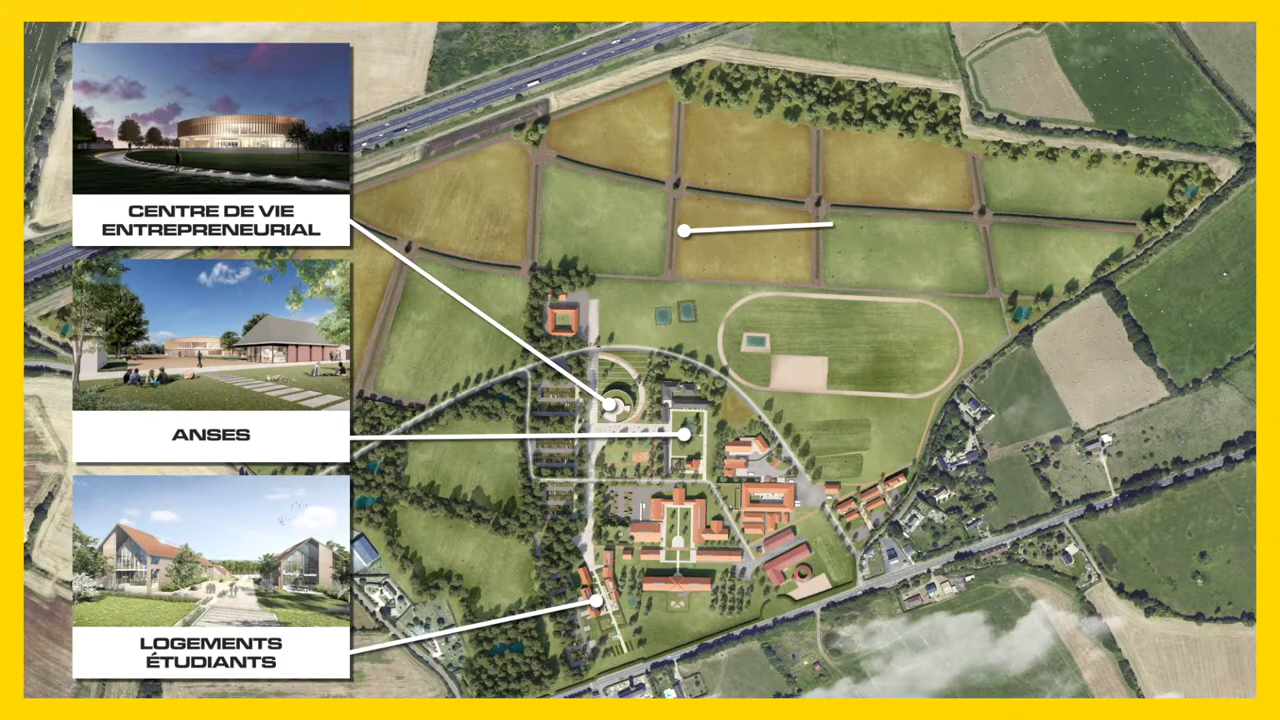 CENTRE DE VIE
ENTREPRENEURIAL
ANSES
LOGEMENTS
ÉTUDIANTS